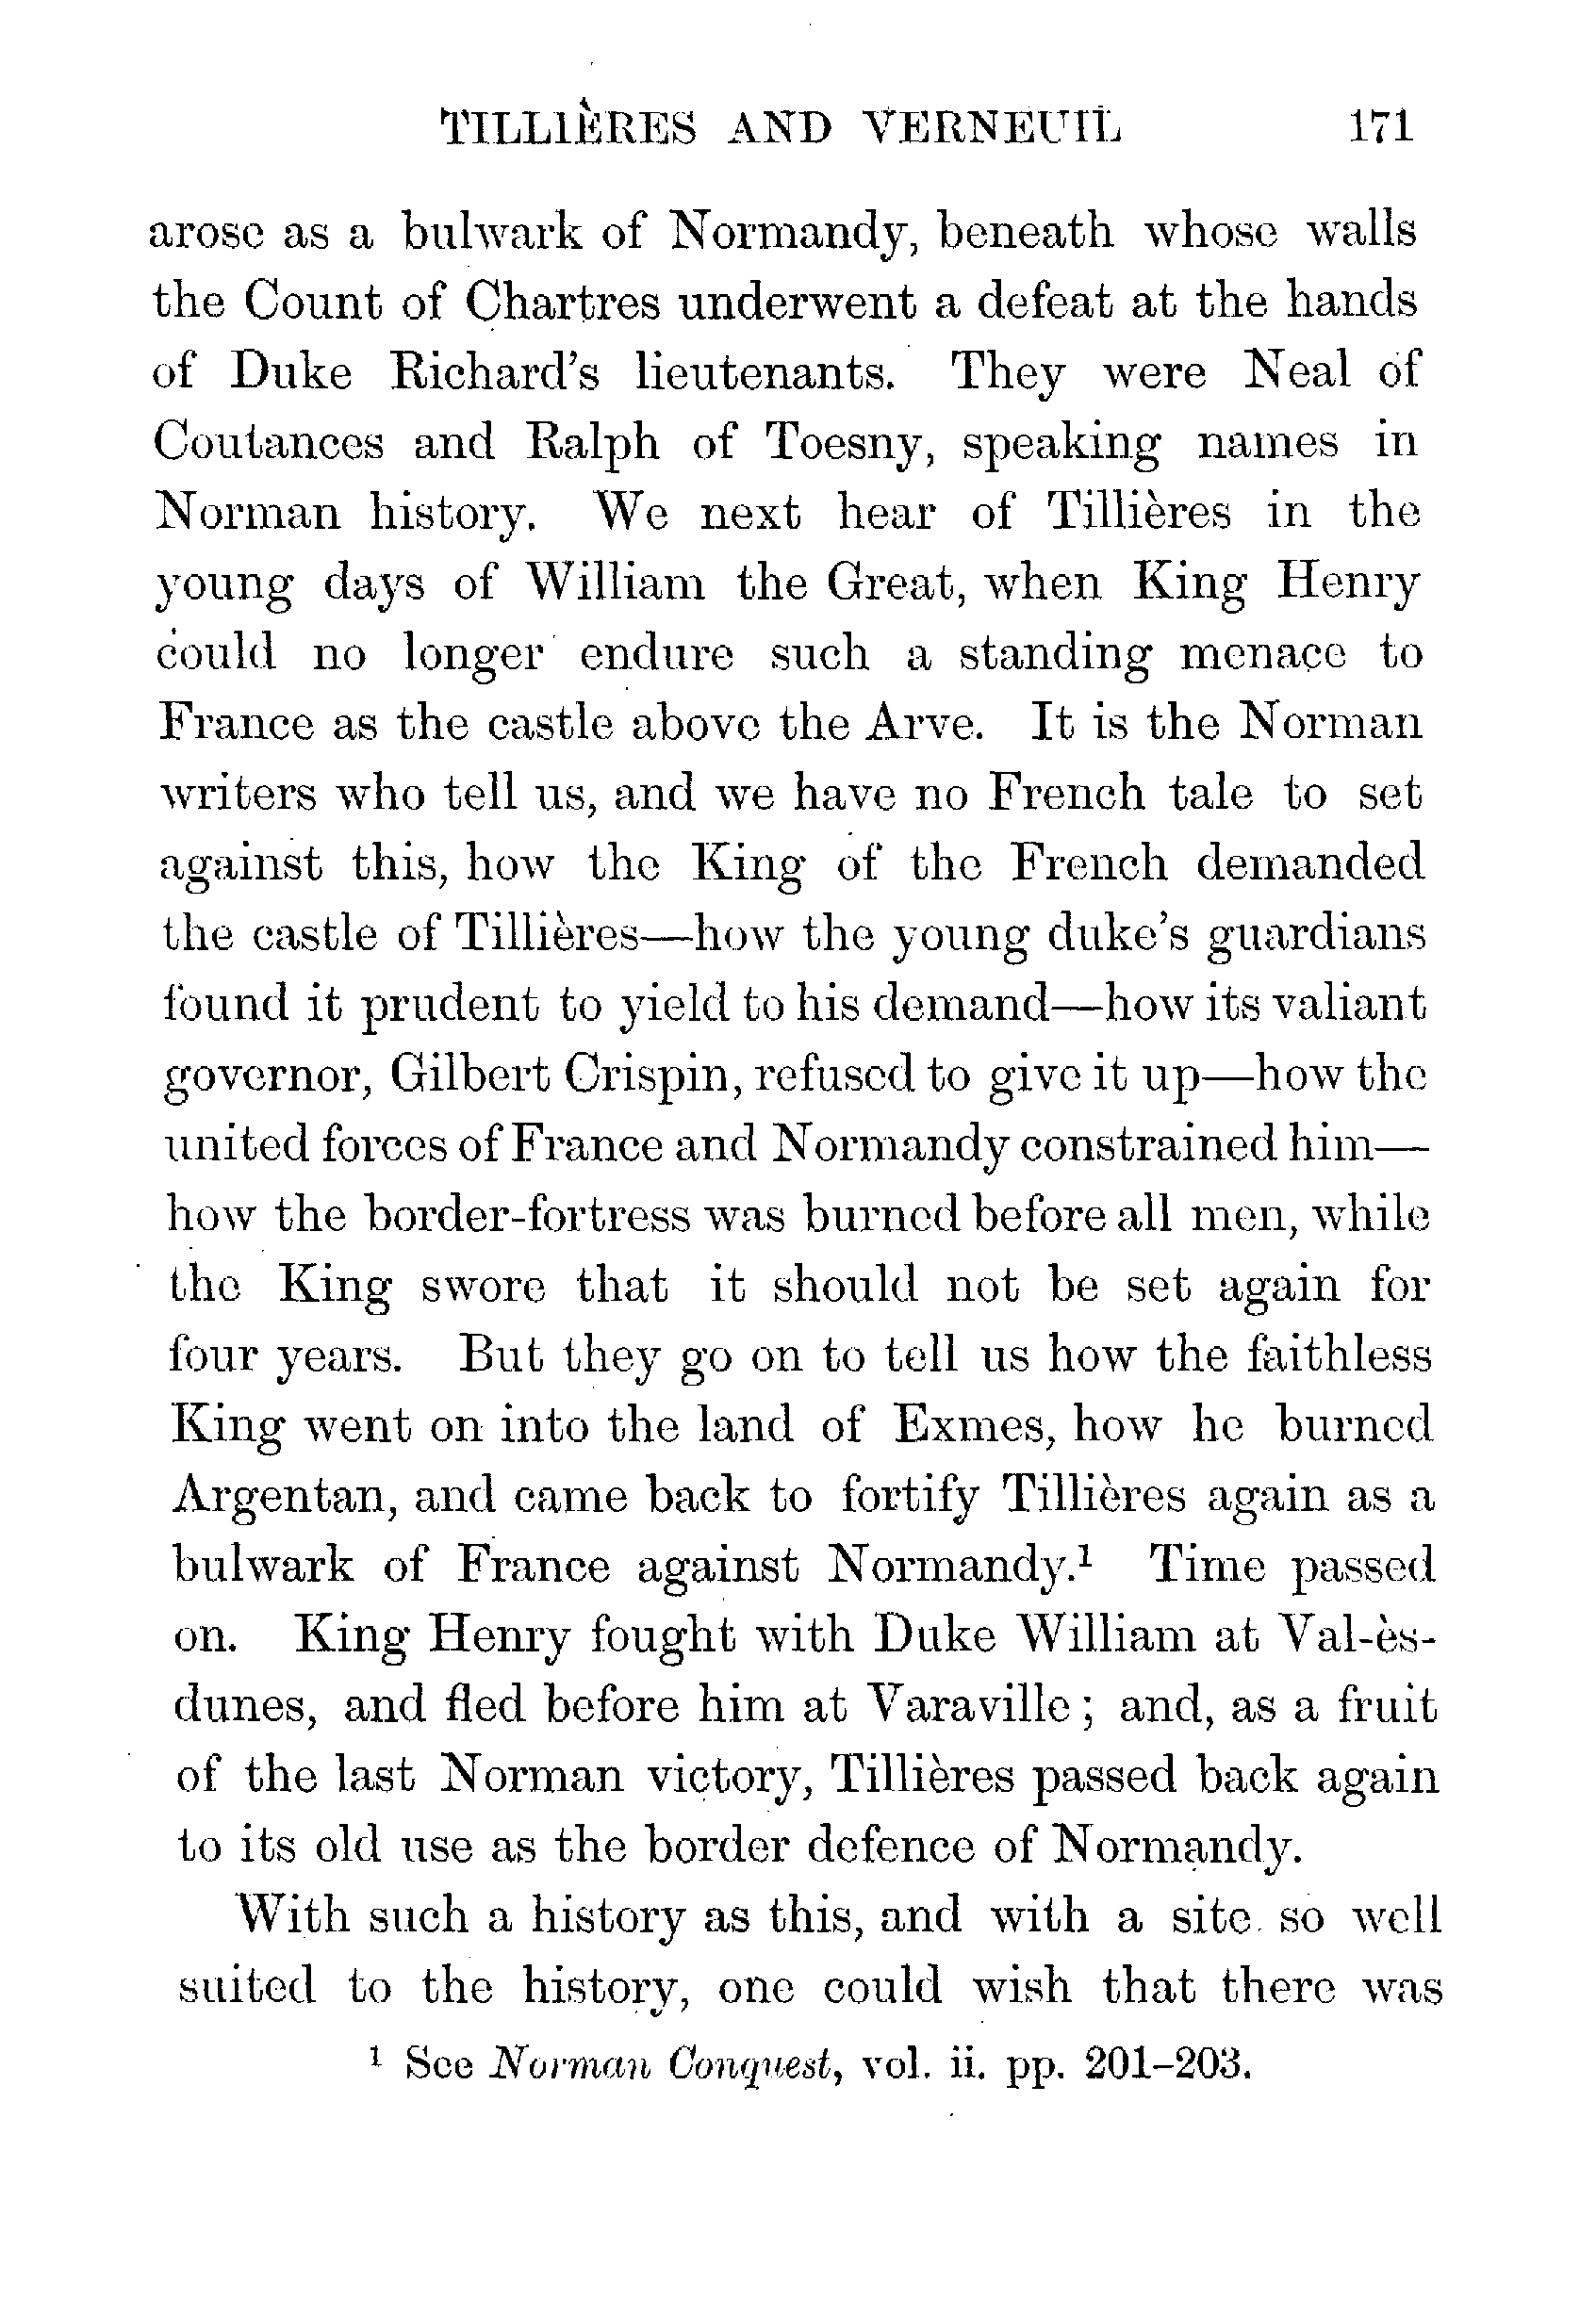 TILLIÈRES AND VERNEUIL 171
arose as a bulwark of Normandy, beneath whose walls
the Count of Chartres underwent a defeat at the hands
of Duke Richard's lieutenants. They were Neal of
Coutances and Ralph of Toesny, speaking names in
Norman history. We next hear of Tillières in the
young days of William the Great, when King Henry
could no longer endure such a standing menace to
France as the castle above the Arve. It is the Norman
writers who tell us, and we have no French tale to set
against this, how the King of the French demanded
the castle of Tillières—how the young duke's guardians
found it prudent to yield to his demand—how its valiant
governor, Gilbert Crispin, refused to give it up—how the
united forces of France and Normandy constrained him—
how the border-fortress was burned before all men, while
the King swore that it should not be set again for
four years. But they go on to tell us how the faithless
King went on into the land of Exmes, how he burned
Argentan, and came back to fortify Tillières again as a
bulwark of France against Normandy.¹ Time passed
on. King Henry fought with Duke William at Val-ès-
dunes, and fled before him at Varaville; and, as a fruit
of the last Norman victory, Tillières passed back again
to its old use as the border defence of Normandy.
With such a history as this, and with a site so well
suited to the history, one could wish that there was
¹ See Norman Conquest, vol. ii. pp. 201–203.